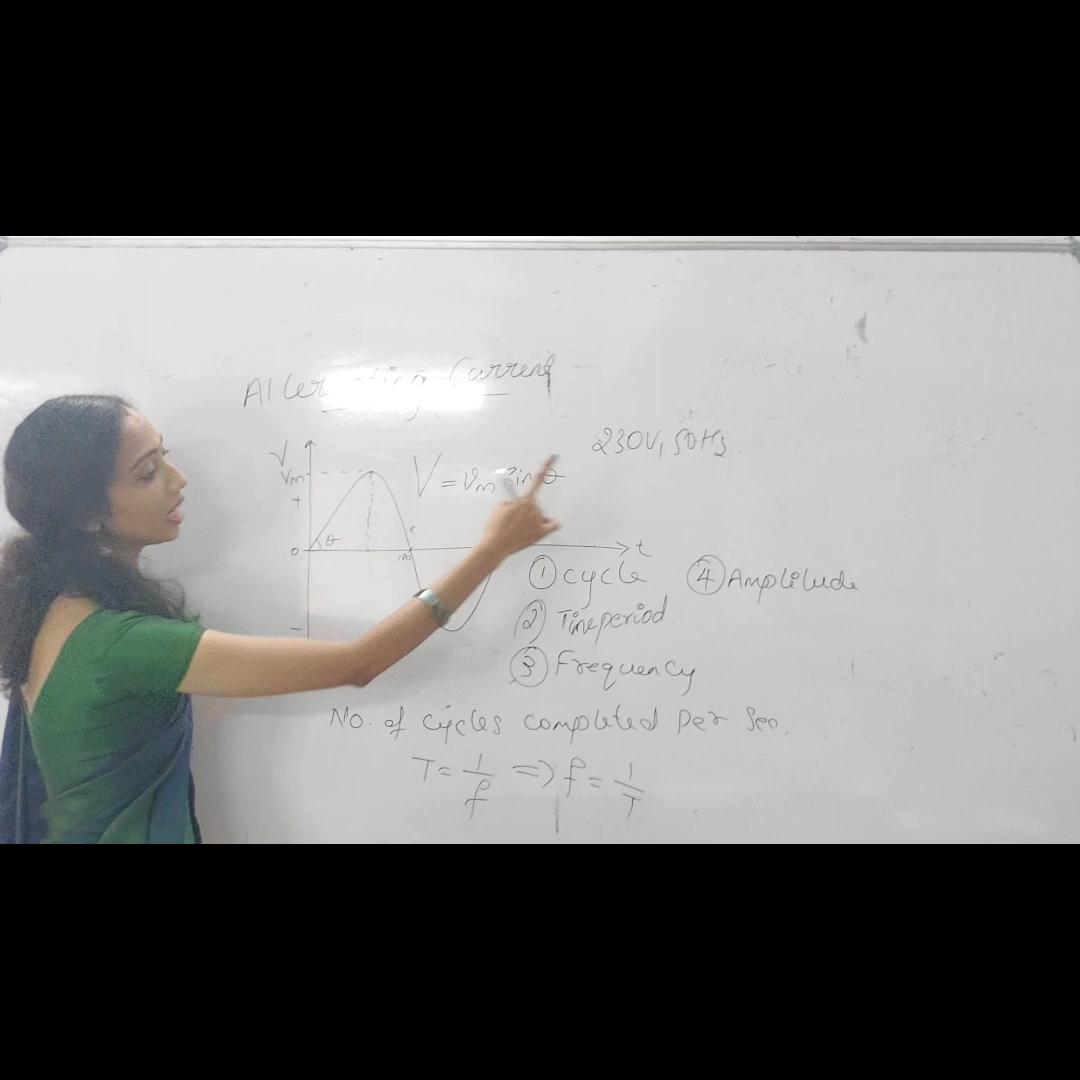 Alternating Current
230V, 50Hz
V
Vm
V = Vm Sin θ
+
θ
0
180
t
① cycle ④ Amplitude
② Time period
–
③ Frequency
No. of cycles completed Per Sec.
T = 1/f => f = 1/T